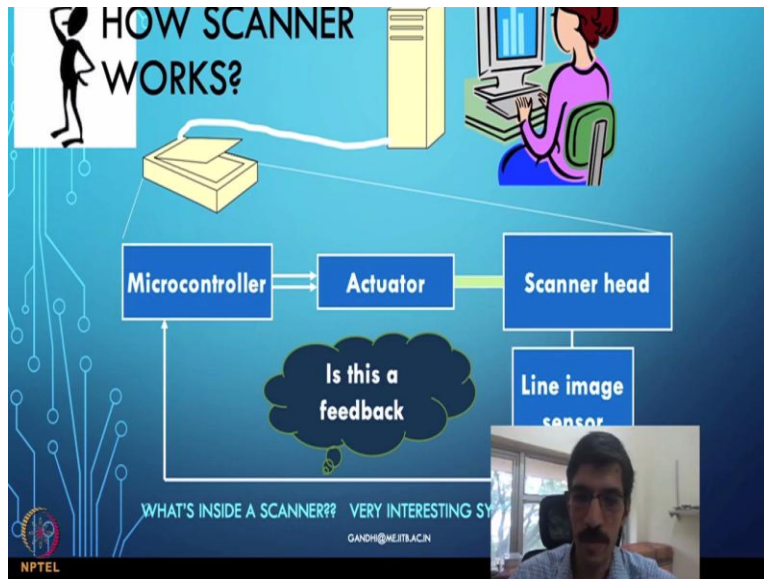 HOW SCANNER
WORKS?
Microcontroller
Actuator
Scanner head
Is this a
feedback
Line image
sensor
WHAT'S INSIDE A SCANNER?? VERY INTERESTING
GANDHI@ME.IITB.AC.IN
NPTEL